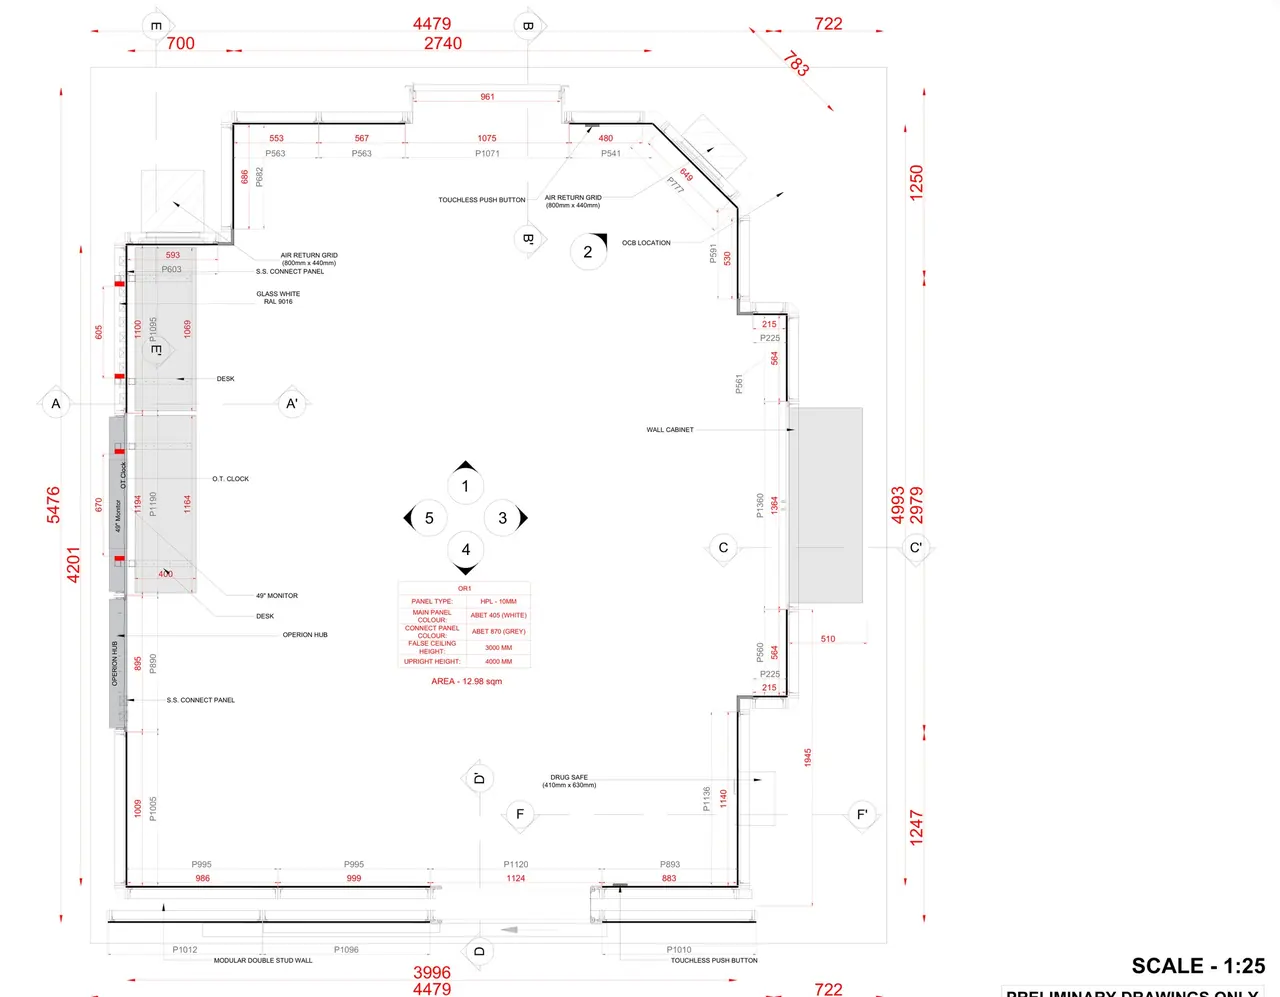 E
B
4479
722
700
2740
783
961
553
567
1075
480
P563
P563
P1071
P541
686
P682
649
P777
1250
TOUCHLESS PUSH BUTTON
AIR RETURN GRID
(800mm x 440mm)
B'
2
OCB LOCATION
P591
530
593
P603
AIR RETURN GRID
(800mm x 440mm)
S.S. CONNECT PANEL
GLASS WHITE
RAL 9016
605
1100
P1095
1069
E'
215
P225
564
P561
DESK
A
A'
WALL CABINET
O.T. CLOCK
OT Clock
49" Monitor
670
1194
P1190
1164
5476
4201
1
5
3
4
P1360
1364
4993
2979
C
C'
400
OR1
PANEL TYPE:
HPL - 10MM
MAIN PANEL
COLOUR:
ABET 405 (WHITE)
CONNECT PANEL
COLOUR:
ABET 870 (GREY)
FALSE CEILING
HEIGHT:
3000 MM
UPRIGHT HEIGHT:
4000 MM
AREA - 12.98 sqm
49" MONITOR
DESK
OPERION HUB
OPERION HUB
895
P890
S.S. CONNECT PANEL
510
P560
564
P225
215
1945
D'
DRUG SAFE
(410mm x 630mm)
P1136
1140
F
F'
1247
1009
P1005
P995
P995
P1120
P893
986
999
1124
883
P1012
P1096
D
P1010
MODULAR DOUBLE STUD WALL
TOUCHLESS PUSH BUTTON
3996
4479
722
SCALE - 1:25
PRELIMINARY DRAWINGS ONLY